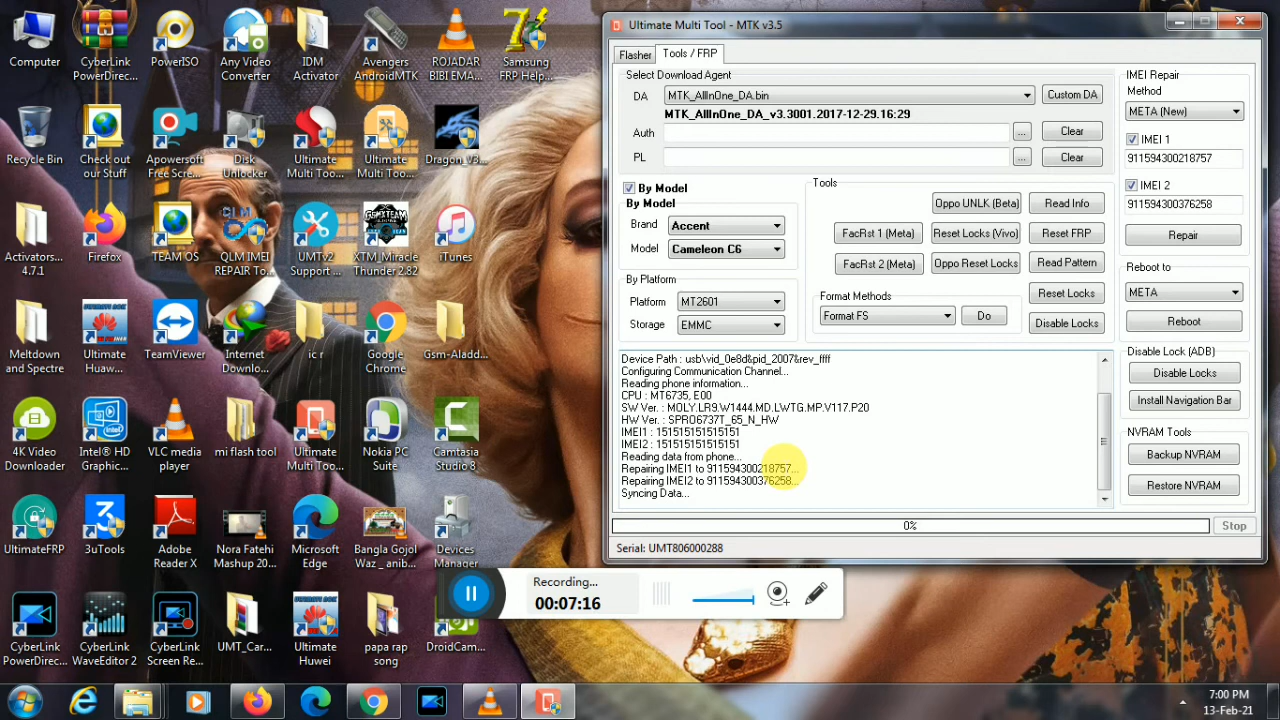 Computer
CyberLink
PowerDirec...
PowerISO
Any Video
Converter
IDM
Activator
Avengers
AndroidMTK
ROJADAR
BIBI EMA...
Samsung
FRP Help...
Recycle Bin
Check out
our Stuff
Apowersoft
Free Scre...
Disk
Unlocker
Ultimate
Multi Too...
Ultimate
Multi Too...
Dragon_V3...
Activators...
4.7.1
Firefox
TEAM OS
QLM IMEI
REPAIR To...
UMTv2
Support ...
XTM_Miracle
Thunder 2.82
iTunes
Meltdown
and Spectre
Ultimate
Huaw...
TeamViewer
Internet
Downlo...
ic r
Google
Chrome
Gsm-Aladd...
4K Video
Downloader
Intel® HD
Graphic...
VLC media
player
mi flash tool
Ultimate
Multi Too...
Nokia PC
Suite
Camtasia
Studio 8
UltimateFRP
3uTools
Adobe
Reader X
Nora Fatehi
Mashup 20...
Microsoft
Edge
Bangla Gojol
Waz _ anib...
Devices
Manager
CyberLink
PowerDirec...
CyberLink
WaveEditor 2
CyberLink
Screen Re...
UMT_Car...
Ultimate
Huwei
papa rap
song
DroidCam...
Ultimate Multi Tool - MTK v3.5
Flasher
Tools / FRP
Select Download Agent
DA
MTK_AllInOne_DA.bin
Custom DA
MTK_AllInOne_DA_v3.3001.2017-12-29.16:29
Auth
...
Clear
PL
...
Clear
By Model
By Model
Brand
Accent
Model
Cameleon C6
By Platform
Platform
MT2601
Storage
EMMC
Tools
Oppo UNLK (Beta)
Read Info
FacRst 1 (Meta)
Reset Locks (Vivo)
Reset FRP
FacRst 2 (Meta)
Oppo Reset Locks
Read Pattern
Format Methods
Format FS
Do
Reset Locks
Disable Locks
IMEI Repair
Method
META (New)
IMEI 1
911594300218757
IMEI 2
911594300376258
Repair
Reboot to
META
Reboot
Disable Lock (ADB)
Disable Locks
Install Navigation Bar
NVRAM Tools
Backup NVRAM
Restore NVRAM
Device Path : usb\vid_0e8d&pid_2007&rev_ffff
Configuring Communication Channel...
Reading phone information...
CPU : MT6735, E00
SW Ver. : MOLY.LR9.W1444.MD.LWTG.MP.V117.P20
HW Ver. : SPRO6737T_65_N_HW
IMEI1 : 151515151515151
IMEI2 : 151515151515151
Reading data from phone...
Repairing IMEI1 to 911594300218757...
Repairing IMEI2 to 911594300376258...
Syncing Data...
0%
Stop
Serial: UMT806000288
Recording...
00:07:16
7:00 PM
13-Feb-21